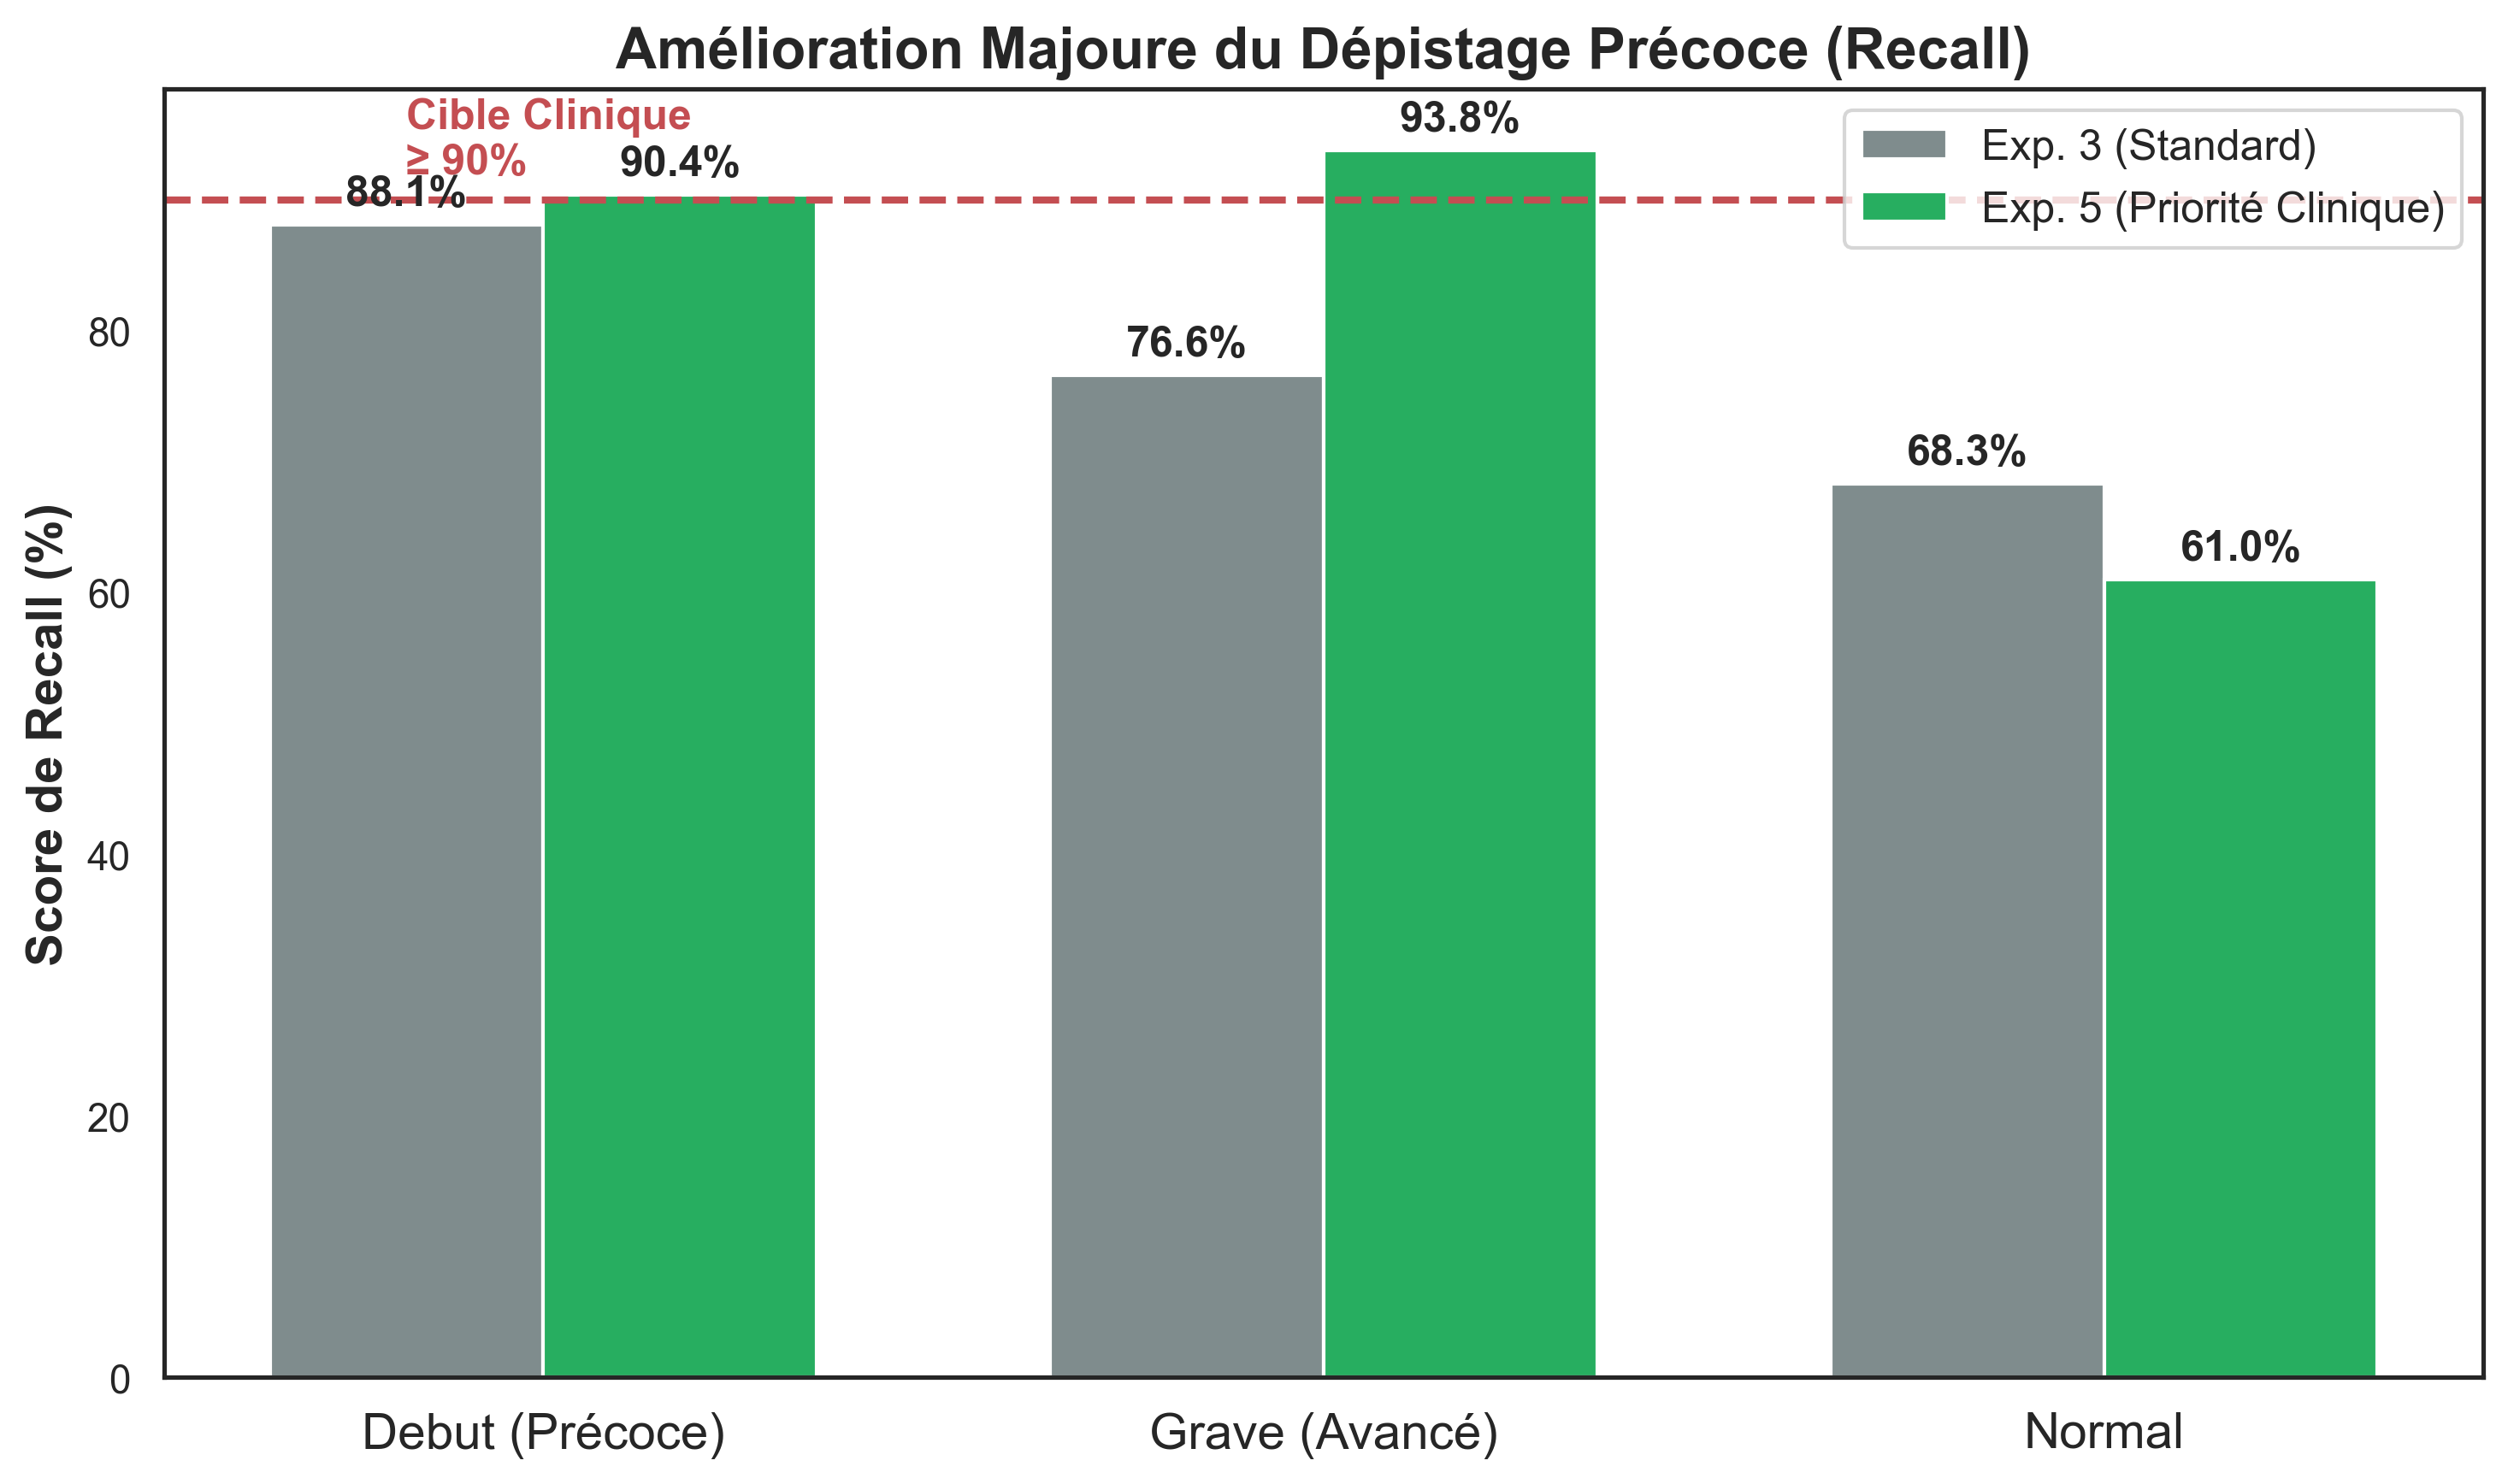 Amélioration Majoure du Dépistage Précoce (Recall)
Cible Clinique
≥ 90%
88.1%
90.4%
93.8%
76.6%
68.3%
61.0%
Exp. 3 (Standard)
Exp. 5 (Priorité Clinique)
Score de Recall (%)
80
60
40
20
0
Debut (Précoce)
Grave (Avancé)
Normal